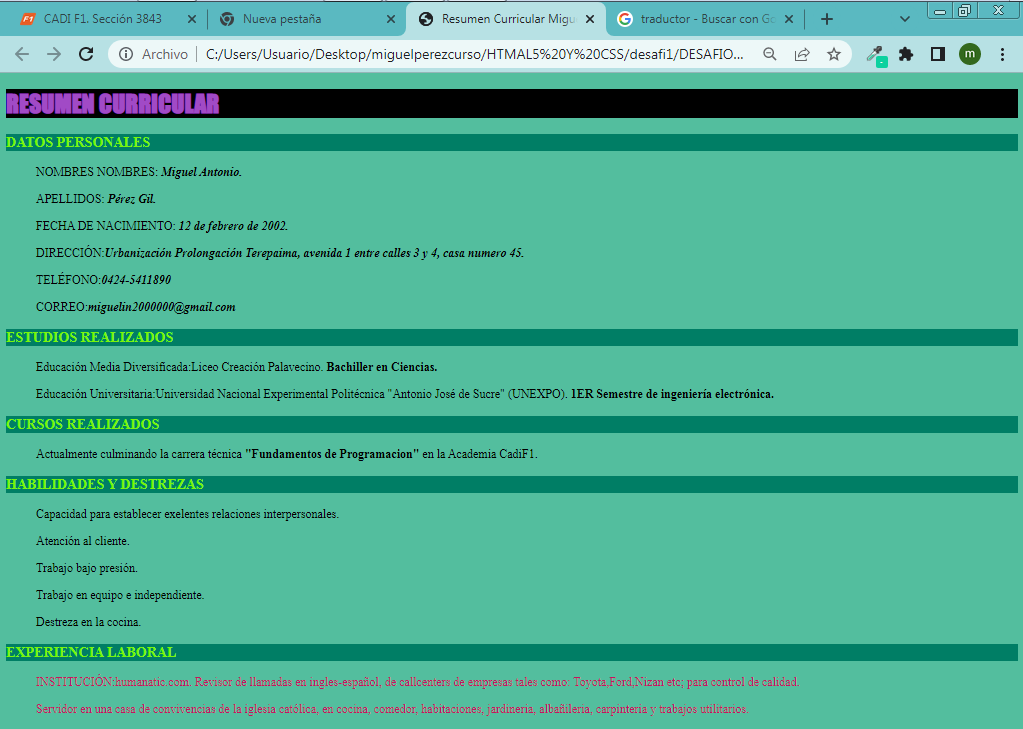 CADI F1. Sección 3843
Nueva pestaña
Resumen Curricular Migu
traductor - Buscar con Go
Archivo
C:/Users/Usuario/Desktop/miguelperezcurso/HTMAL5%20Y%20CSS/desafi1/DESAFIO...
m
RESUMEN CURRICULAR
DATOS PERSONALES
NOMBRES NOMBRES: Miguel Antonio.
APELLIDOS: Pérez Gil.
FECHA DE NACIMIENTO: 12 de febrero de 2002.
DIRECCIÓN:Urbanización Prolongación Terepaima, avenida 1 entre calles 3 y 4, casa numero 45.
TELÉFONO:0424-5411890
CORREO:miguelin2000000@gmail.com
ESTUDIOS REALIZADOS
Educación Media Diversificada:Liceo Creación Palavecino. Bachiller en Ciencias.
Educación Universitaria:Universidad Nacional Experimental Politécnica "Antonio José de Sucre" (UNEXPO). 1ER Semestre de ingeniería electrónica.
CURSOS REALIZADOS
Actualmente culminando la carrera técnica "Fundamentos de Programacion" en la Academia CadiF1.
HABILIDADES Y DESTREZAS
Capacidad para establecer exelentes relaciones interpersonales.
Atención al cliente.
Trabajo bajo presión.
Trabajo en equipo e independiente.
Destreza en la cocina.
EXPERIENCIA LABORAL
INSTITUCIÓN:humanatic.com. Revisor de llamadas en ingles-español, de callcenters de empresas tales como: Toyota,Ford,Nizan etc; para control de calidad.
Servidor en una casa de convivencias de la iglesia católica, en cocina, comedor, habitaciones, jardineria, albañileria, carpintería y trabajos utilitarios.